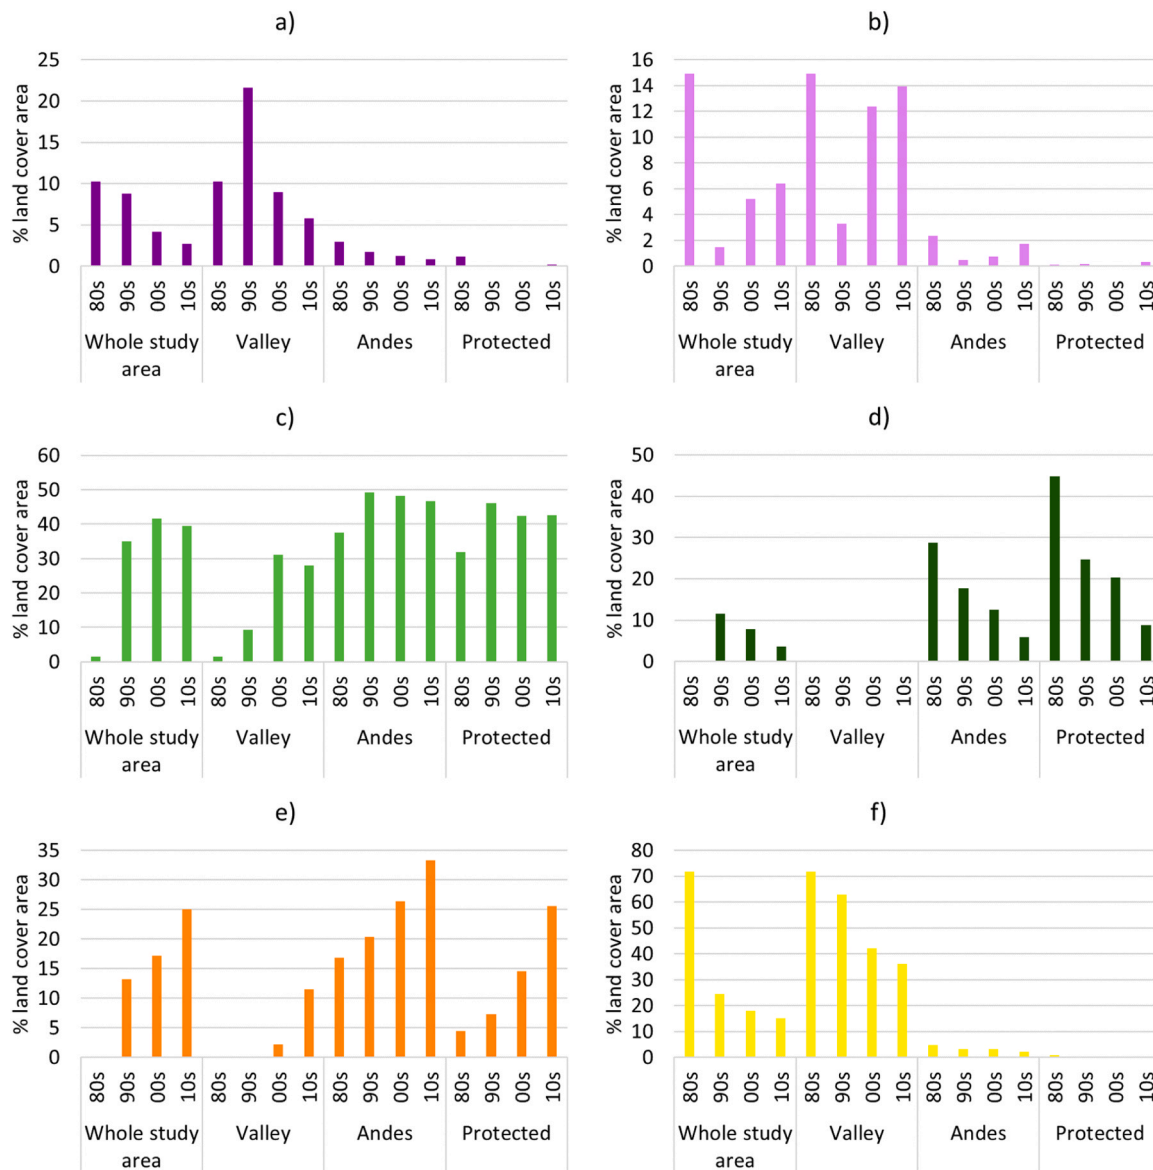 a)
% land cover area
25
20
15
10
5
0
80s 90s 00s 10s 80s 90s 00s 10s 80s 90s 00s 10s 80s 90s 00s 10s
Whole study Valley Andes Protected
area
b)
% land cover area
16
14
12
10
8
6
4
2
0
80s 90s 00s 10s 80s 90s 00s 10s 80s 90s 00s 10s 80s 90s 00s 10s
Whole study Valley Andes Protected
area
c)
% land cover area
60
50
40
30
20
10
0
80s 90s 00s 10s 80s 90s 00s 10s 80s 90s 00s 10s 80s 90s 00s 10s
Whole study Valley Andes Protected
area
d)
% land cover area
50
40
30
20
10
0
80s 90s 00s 10s 80s 90s 00s 10s 80s 90s 00s 10s 80s 90s 00s 10s
Whole study Valley Andes Protected
area
e)
% land cover area
35
30
25
20
15
10
5
0
80s 90s 00s 10s 80s 90s 00s 10s 80s 90s 00s 10s 80s 90s 00s 10s
Whole study Valley Andes Protected
area
f)
% land cover area
80
70
60
50
40
30
20
10
0
80s 90s 00s 10s 80s 90s 00s 10s 80s 90s 00s 10s 80s 90s 00s 10s
Whole study Valley Andes Protected
area